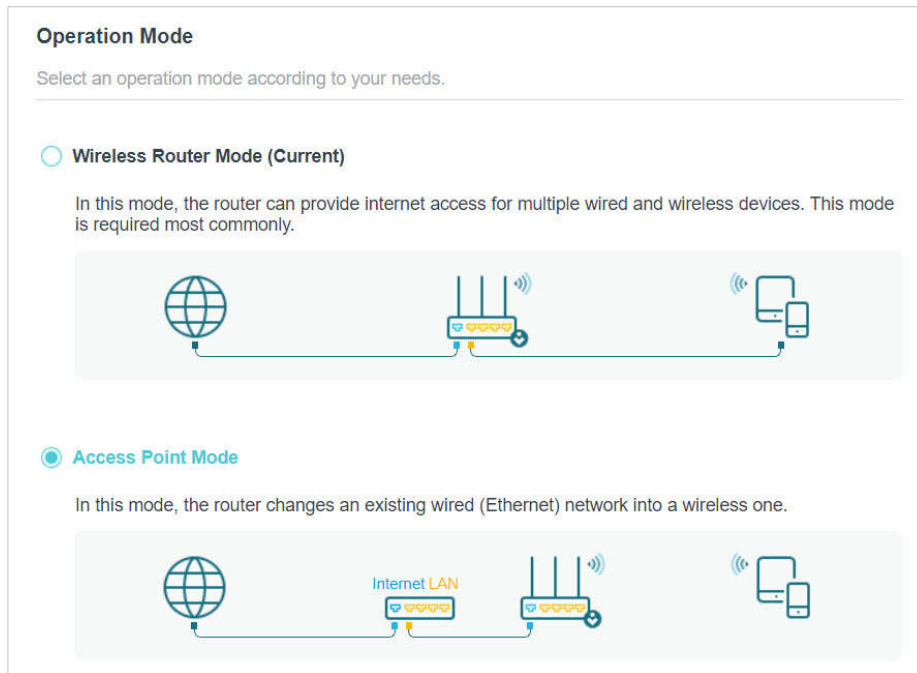 Operation Mode
Select an operation mode according to your needs.
Wireless Router Mode (Current)
In this mode, the router can provide internet access for multiple wired and wireless devices. This mode
is required most commonly.
Access Point Mode
In this mode, the router changes an existing wired (Ethernet) network into a wireless one.
Internet LAN